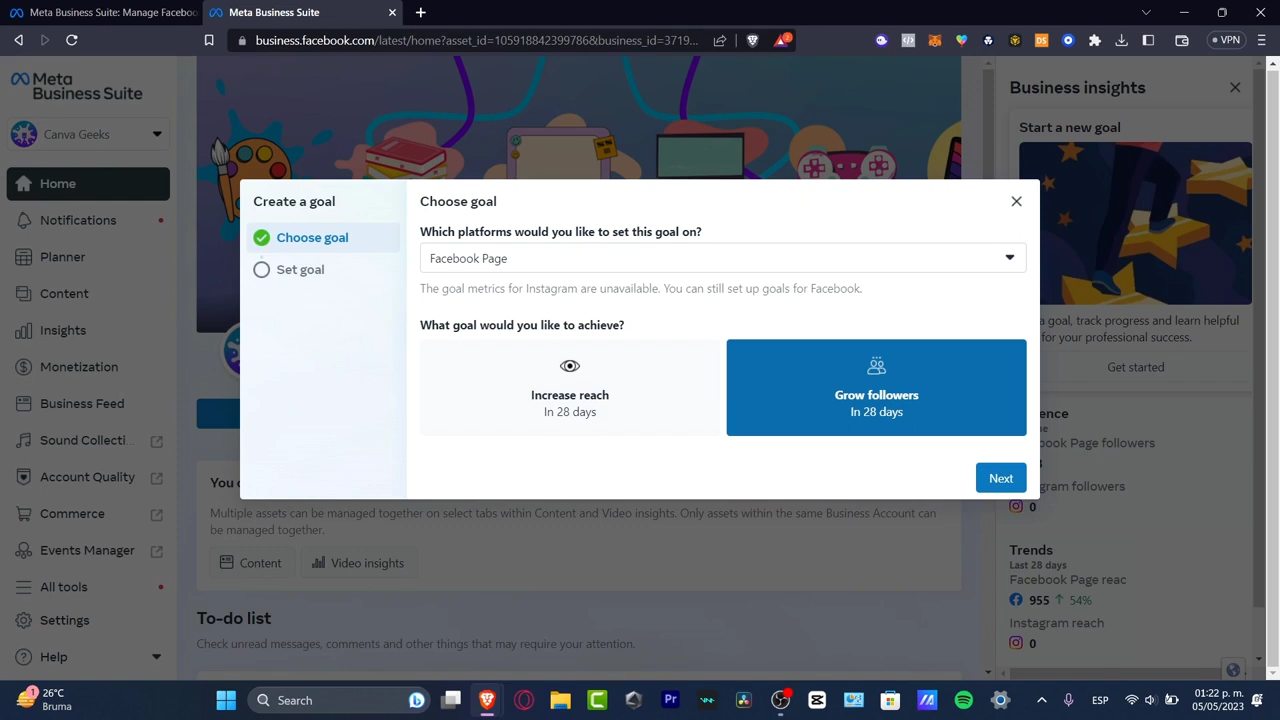 Meta Business Suite: Manage Facebo
Meta Business Suite
business.facebook.com/latest/home?asset_id=105918842399786&business_id=3719...
2
VPN
Meta
Business Suite
Canva Geeks
Home
Notifications
Planner
Content
Insights
Monetization
Business Feed
Sound Collecti...
Account Quality
Commerce
Events Manager
All tools
Settings
Help
Create a goal
Choose goal
Set goal
Choose goal
Which platforms would you like to set this goal on?
Facebook Page
The goal metrics for Instagram are unavailable. You can still set up goals for Facebook.
What goal would you like to achieve?
Increase reach
In 28 days
Grow followers
In 28 days
Next
You c
Multiple assets can be managed together on select tabs within Content and Video insights. Only assets within the same Business Account can
be managed together.
Content
Video insights
To-do list
Check unread messages, comments and other things that may require your attention.
Business insights
Start a new goal
a goal, track progress and learn helpful
for your professional success.
Get started
ence
ook Page followers
agram followers
0
Trends
Last 28 days
Facebook Page reac
955 ↑ 54%
Instagram reach
0
1
26°C
Bruma
Search
Pr
ESP
01:22 p. m.
05/05/2023